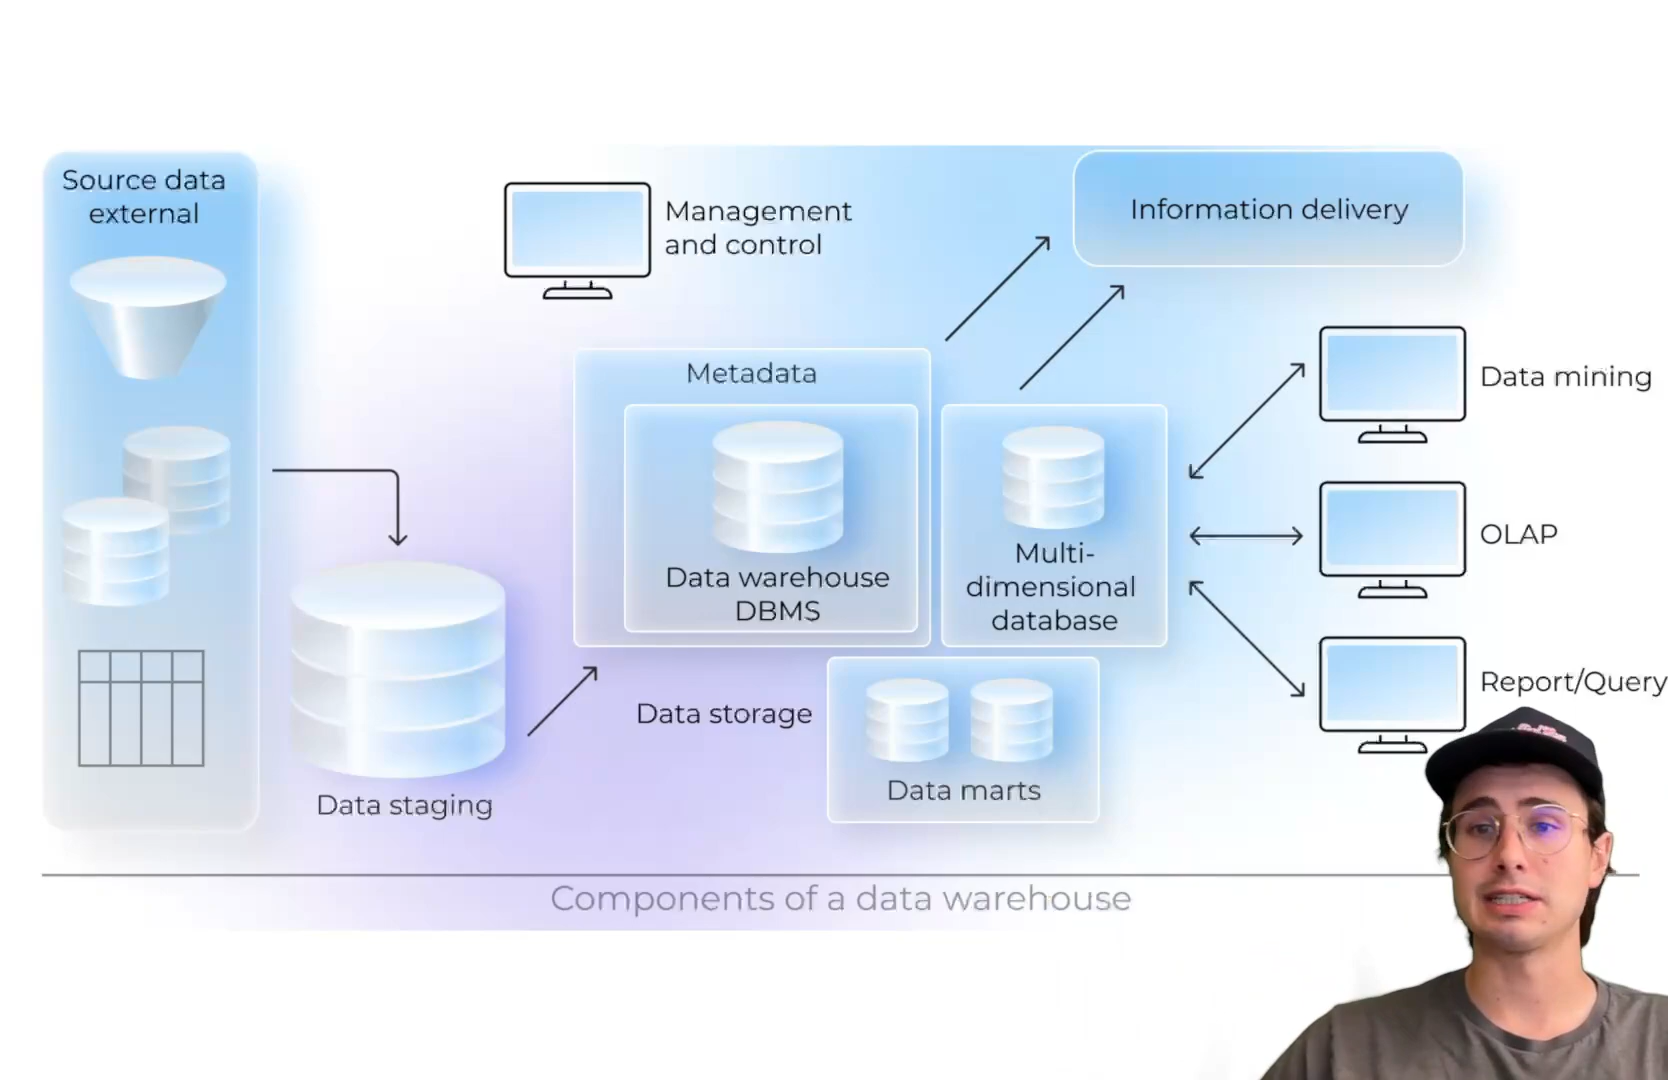 Source data
external
Management
and control
Information delivery
Metadata
Data warehouse
DBMS
Multi-
dimensional
database
Data mining
OLAP
Report/Query
Data storage
Data marts
Data staging
Components of a data warehouse